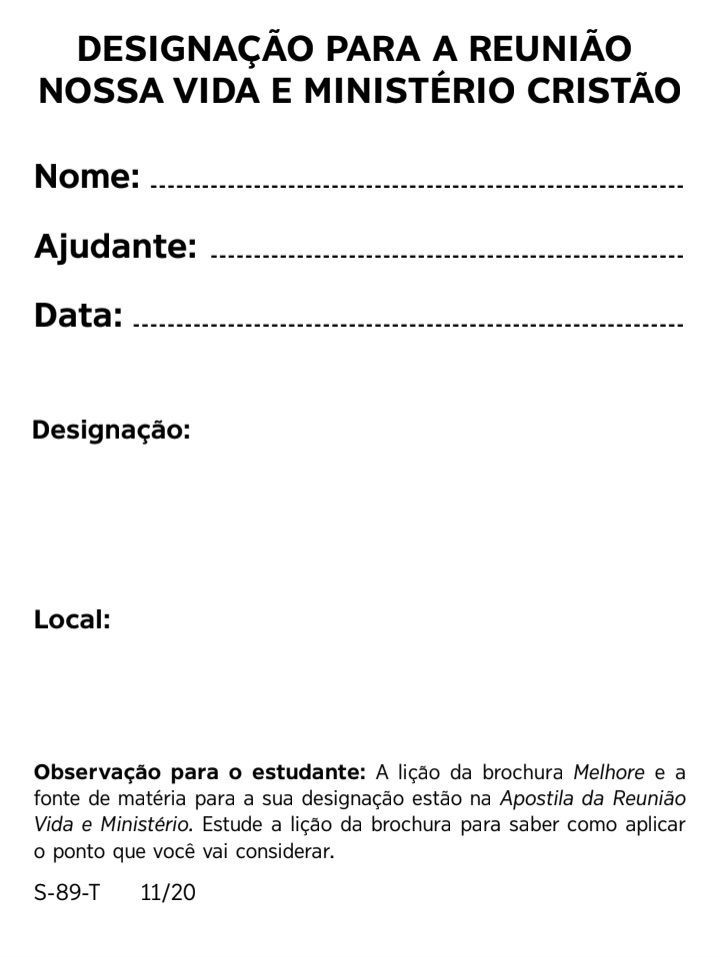 DESIGNAÇÃO PARA A REUNIÃO
NOSSA VIDA E MINISTÉRIO CRISTÃO
Nome:
Ajudante:
Data:
Designação:
Local:
Observação para o estudante: A lição da brochura Melhore e a
fonte de matéria para a sua designação estão na Apostila da Reunião
Vida e Ministério. Estude a lição da brochura para saber como aplicar
o ponto que você vai considerar.
S-89-T 11/20